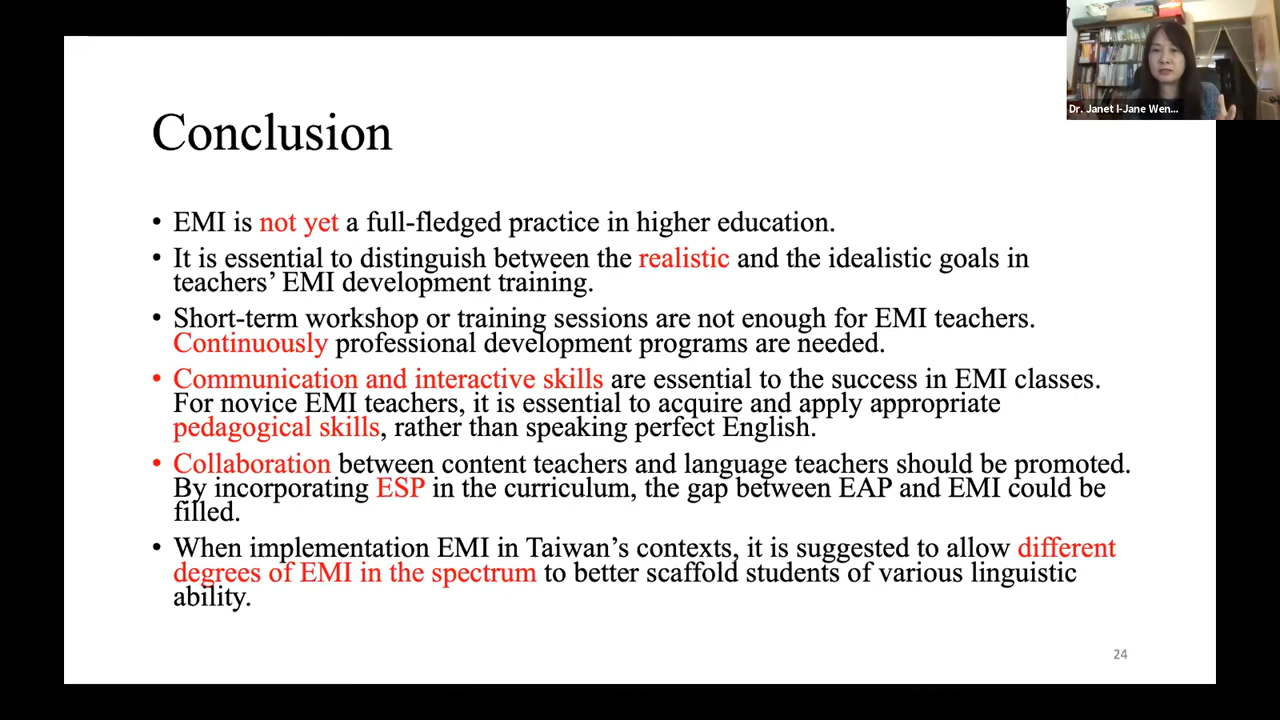 Dr. Janet I-Jane Wen...
Conclusion
• EMI is not yet a full-fledged practice in higher education.
• It is essential to distinguish between the realistic and the idealistic goals in
teachers’ EMI development training.
• Short-term workshop or training sessions are not enough for EMI teachers.
Continuously professional development programs are needed.
• Communication and interactive skills are essential to the success in EMI classes.
For novice EMI teachers, it is essential to acquire and apply appropriate
pedagogical skills, rather than speaking perfect English.
• Collaboration between content teachers and language teachers should be promoted.
By incorporating ESP in the curriculum, the gap between EAP and EMI could be
filled.
• When implementation EMI in Taiwan’s contexts, it is suggested to allow different
degrees of EMI in the spectrum to better scaffold students of various linguistic
ability.
24